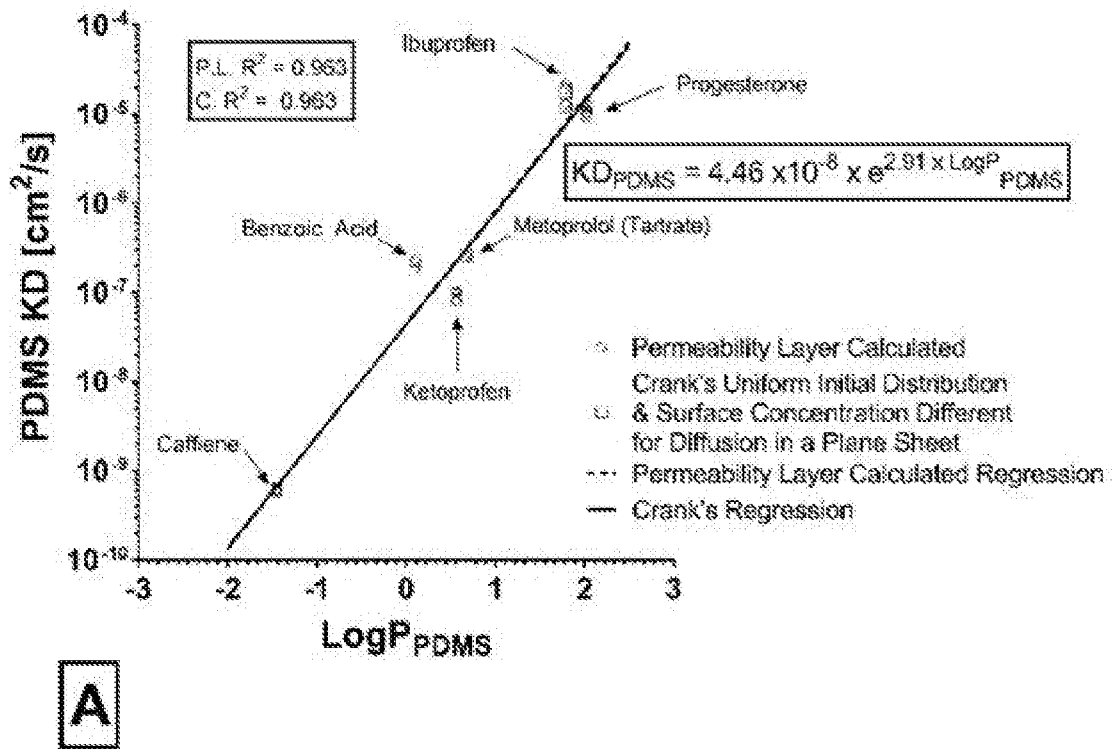 10⁻⁴
10⁻⁵
10⁻⁶
10⁻⁷
10⁻⁸
10⁻⁹
10⁻¹⁰
PDMS KD [cm²/s]
P.L. R² = 0.963
C. R² = 0.963
Ibuprofen
Progesterone
KD_PDMS = 4.46 x10⁻⁸ x e^2.91 x LogP_PDMS
Benzoic Acid
Metoprolol (Tartrate)
Ketoprofen
Caffiene
Permeability Layer Calculated
Crank's Uniform Initial Distribution
& Surface Concentration Different
for Diffusion in a Plane Sheet
Permeability Layer Calculated Regression
Crank's Regression
-3 -2 -1 0 1 2 3
LogP_PDMS
A